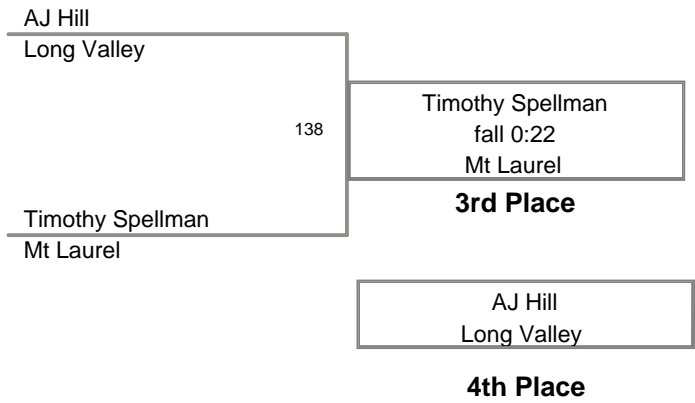 AJ Hill
Long Valley
Timothy Spellman
138
fall 0:22
Mt Laurel
3rd Place
Timothy Spellman
Mt Laurel
AJ Hill
Long Valley
4th Place